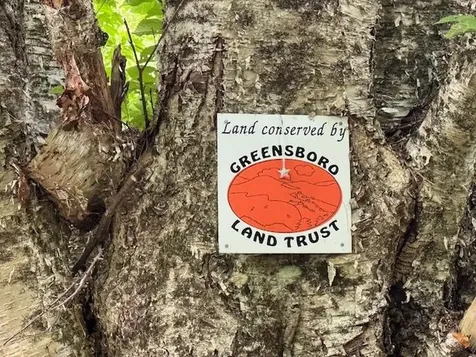 Land conserved by
GREENSBORO
LAND TRUST